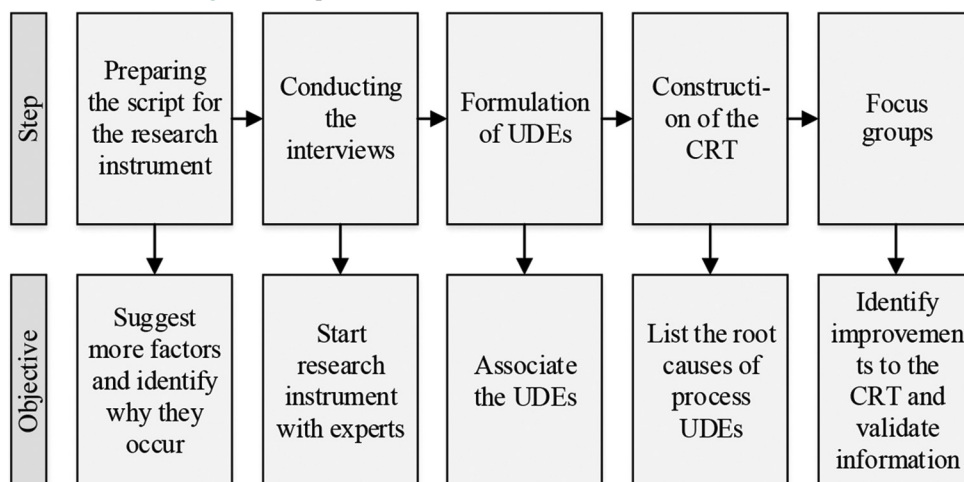 Step
Preparing
the script for
the research
instrument
Conducting
the
interviews
Formulation
of UDEs
Constructi-
on of the
CRT
Focus
groups
Objective
Suggest
more factors
and identify
why they
occur
Start
research
instrument
with experts
Associate
the UDEs
List the root
causes of
process
UDEs
Identify
improvemen
ts to the
CRT and
validate
information